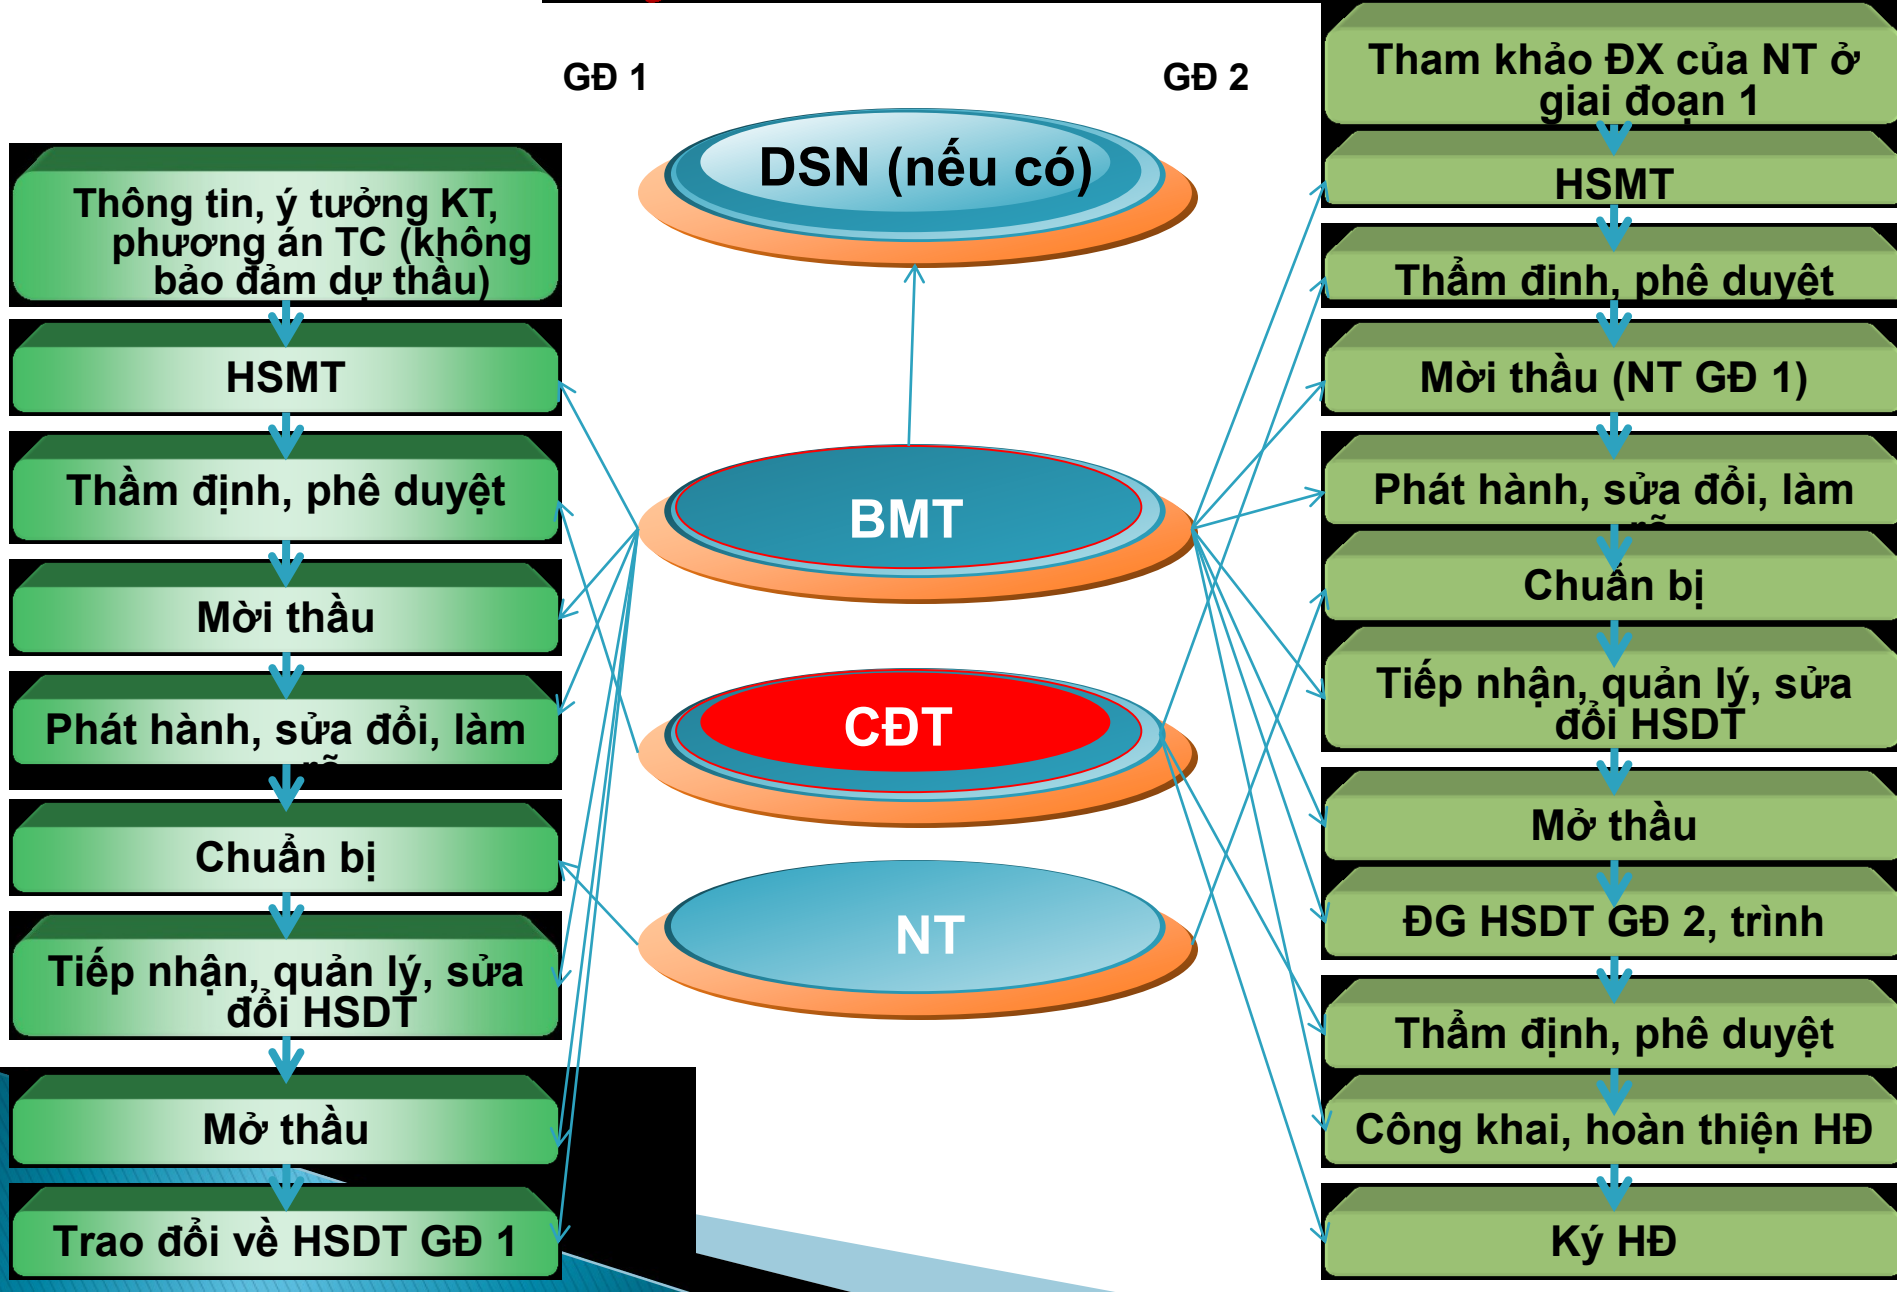 GĐ 1
GĐ 2
Thông tin, ý tưởng KT,
phương án TC (không
bảo đảm dự thầu)
HSMT
Thẩm định, phê duyệt
Mời thầu
Phát hành, sửa đổi, làm
rõ
Chuẩn bị
Tiếp nhận, quản lý, sửa
đổi HSDT
Mở thầu
Trao đổi về HSDT GĐ 1
DSN (nếu có)
BMT
CĐT
NT
Tham khảo ĐX của NT ở
giai đoạn 1
HSMT
Thẩm định, phê duyệt
Mời thầu (NT GĐ 1)
Phát hành, sửa đổi, làm
rõ
Chuẩn bị
Tiếp nhận, quản lý, sửa
đổi HSDT
Mở thầu
ĐG HSDT GĐ 2, trình
Thẩm định, phê duyệt
Công khai, hoàn thiện HĐ
Ký HĐ